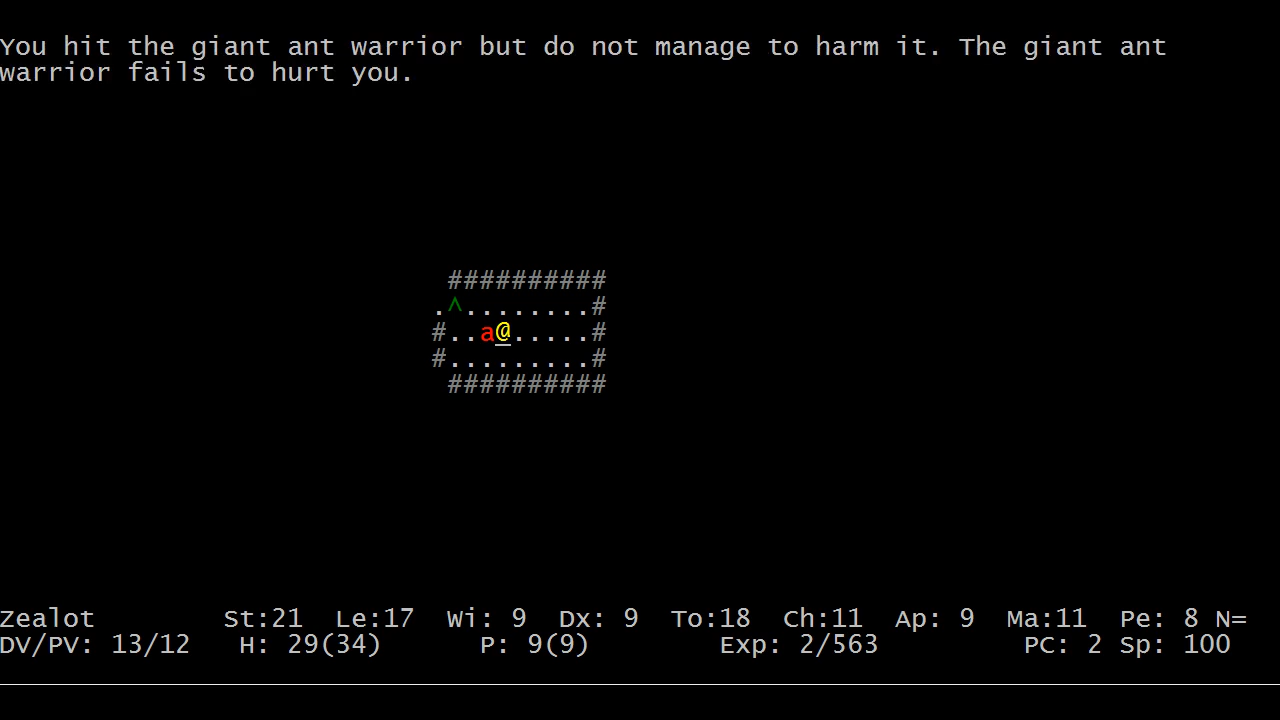 You hit the giant ant warrior but do not manage to harm it. The giant ant
warrior fails to hurt you.
##########
.^........#
#..a@.....#
#.........#
##########
Zealot St:21 Le:17 Wi: 9 Dx: 9 To:18 Ch:11 Ap: 9 Ma:11 Pe: 8 N=
DV/PV: 13/12 H: 29(34) P: 9(9) Exp: 2/563 PC: 2 Sp: 100